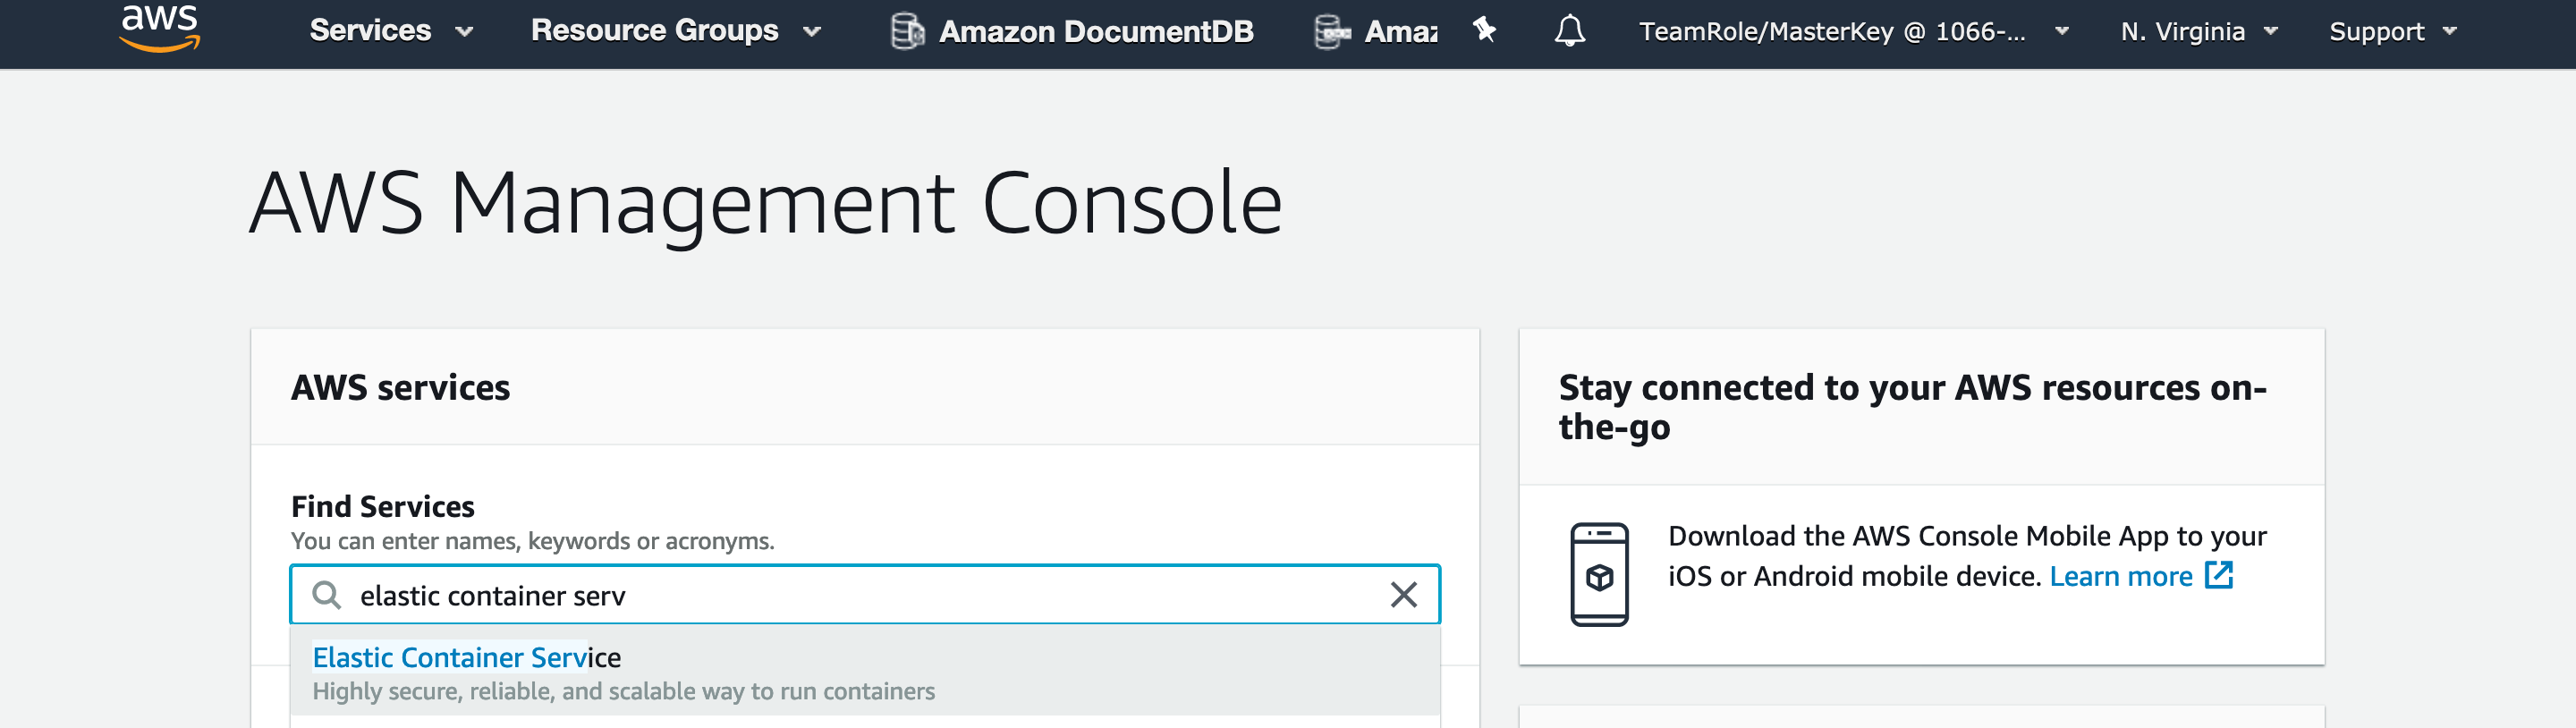 aws
Services
Resource Groups
Amazon DocumentDB
Amaz
TeamRole/MasterKey @ 1066-...
N. Virginia
Support
AWS Management Console
AWS services
Find Services
You can enter names, keywords or acronyms.
elastic container serv
Elastic Container Service
Highly secure, reliable, and scalable way to run containers
Stay connected to your AWS resources on-
the-go
Download the AWS Console Mobile App to your
iOS or Android mobile device. Learn more